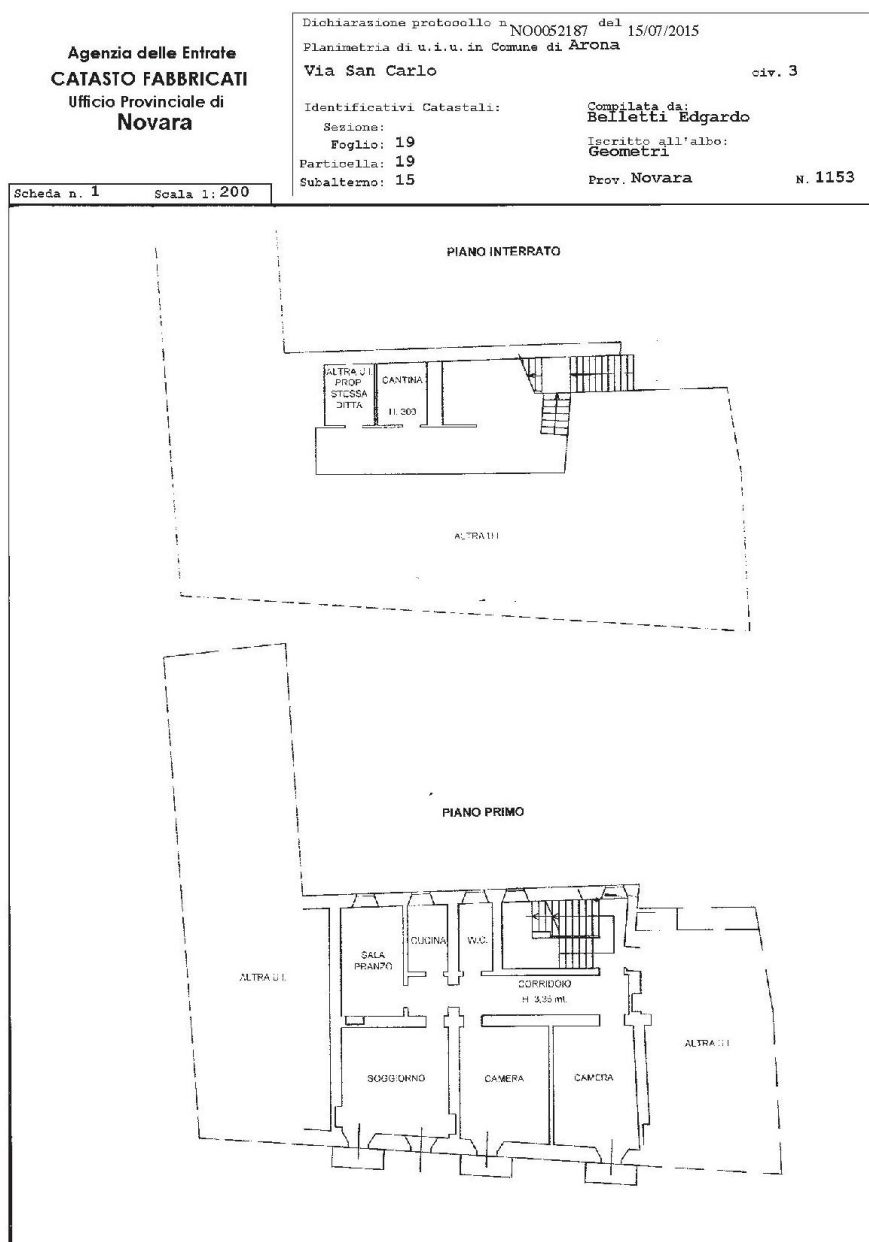 Agenzia delle Entrate
CATASTO FABBRICATI
Ufficio Provinciale di
Novara
Dichiarazione protocollo n. NO0052187 del 15/07/2015
Planimetria di u.i.u. in Comune di Arona
Via San Carlo civ. 3
Identificativi Catastali:
Sezione:
Foglio: 19
Particella: 19
Subalterno: 15
Compilata da:
Belletti Edgardo
Iscritto all'albo:
Geometri
Prov. Novara N. 1153
Scheda n. 1 Scala 1:200
PIANO INTERRATO
ALTRA U.I.
PROP
STESSA
DITTA
CANTINA
H. 300
ALTRA U.I.
PIANO PRIMO
ALTRA U.I.
SALA
PRANZO
CUCINA
W.C.
CORRIDOIO
H 3,35 mt.
ALTRA U.I.
SOGGIORNO
CAMERA
CAMERA